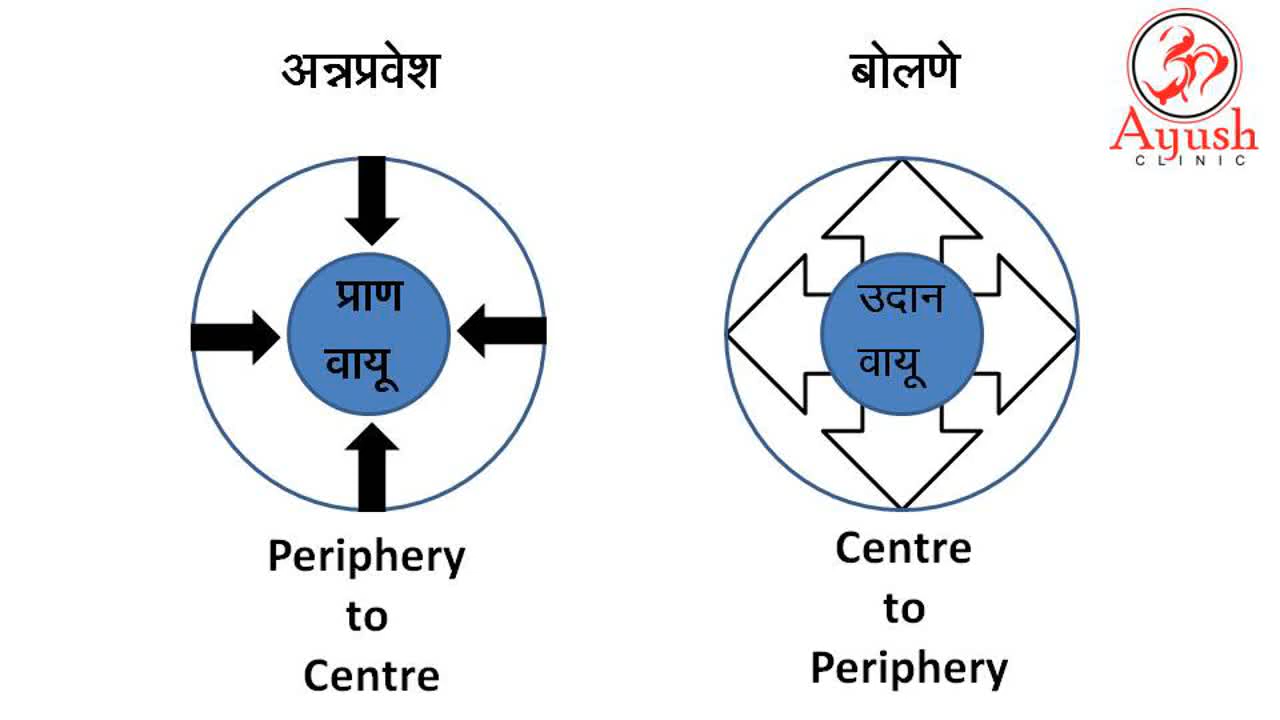 अन्नप्रवेश
प्राण
वायू
Periphery
to
Centre
बोलणे
उदान
वायू
Centre
to
Periphery
Ayush
CLINIC